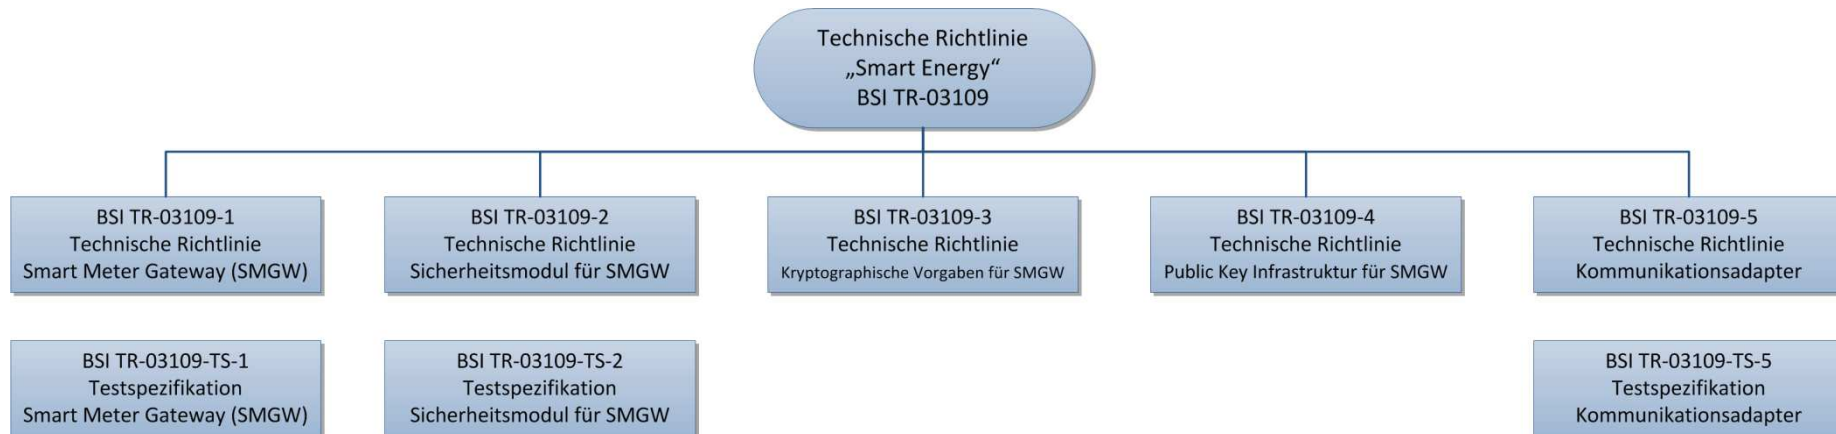 Technische Richtlinie
„Smart Energy“
BSI TR-03109
BSI TR-03109-1
Technische Richtlinie
Smart Meter Gateway (SMGW)
BSI TR-03109-2
Technische Richtlinie
Sicherheitsmodul für SMGW
BSI TR-03109-3
Technische Richtlinie
Kryptographische Vorgaben für SMGW
BSI TR-03109-4
Technische Richtlinie
Public Key Infrastruktur für SMGW
BSI TR-03109-5
Technische Richtlinie
Kommunikationsadapter
BSI TR-03109-TS-1
Testspezifikation
Smart Meter Gateway (SMGW)
BSI TR-03109-TS-2
Testspezifikation
Sicherheitsmodul für SMGW
BSI TR-03109-TS-5
Testspezifikation
Kommunikationsadapter